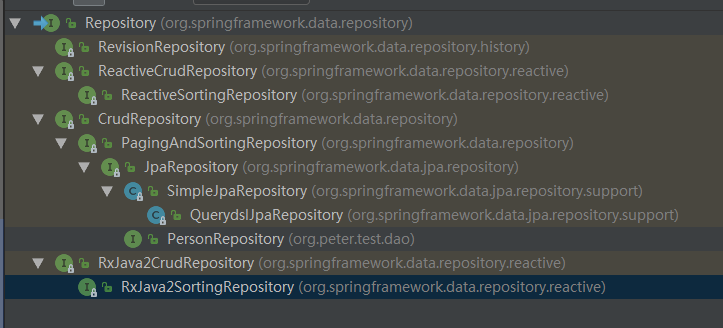 Repository (org.springframework.data.repository)
RevisionRepository (org.springframework.data.repository.history)
ReactiveCrudRepository (org.springframework.data.repository.reactive)
ReactiveSortingRepository (org.springframework.data.repository.reactive)
CrudRepository (org.springframework.data.repository)
PagingAndSortingRepository (org.springframework.data.repository)
JpaRepository (org.springframework.data.jpa.repository)
SimpleJpaRepository (org.springframework.data.jpa.repository.support)
QuerydslJpaRepository (org.springframework.data.jpa.repository.support)
PersonRepository (org.peter.test.dao)
RxJava2CrudRepository (org.springframework.data.repository.reactive)
RxJava2SortingRepository (org.springframework.data.repository.reactive)